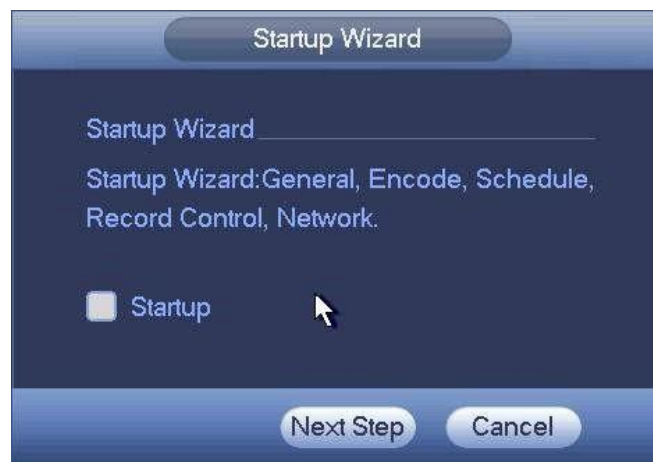 Startup Wizard
Startup Wizard
Startup Wizard:General, Encode, Schedule,
Record Control, Network.
Startup
Next Step Cancel